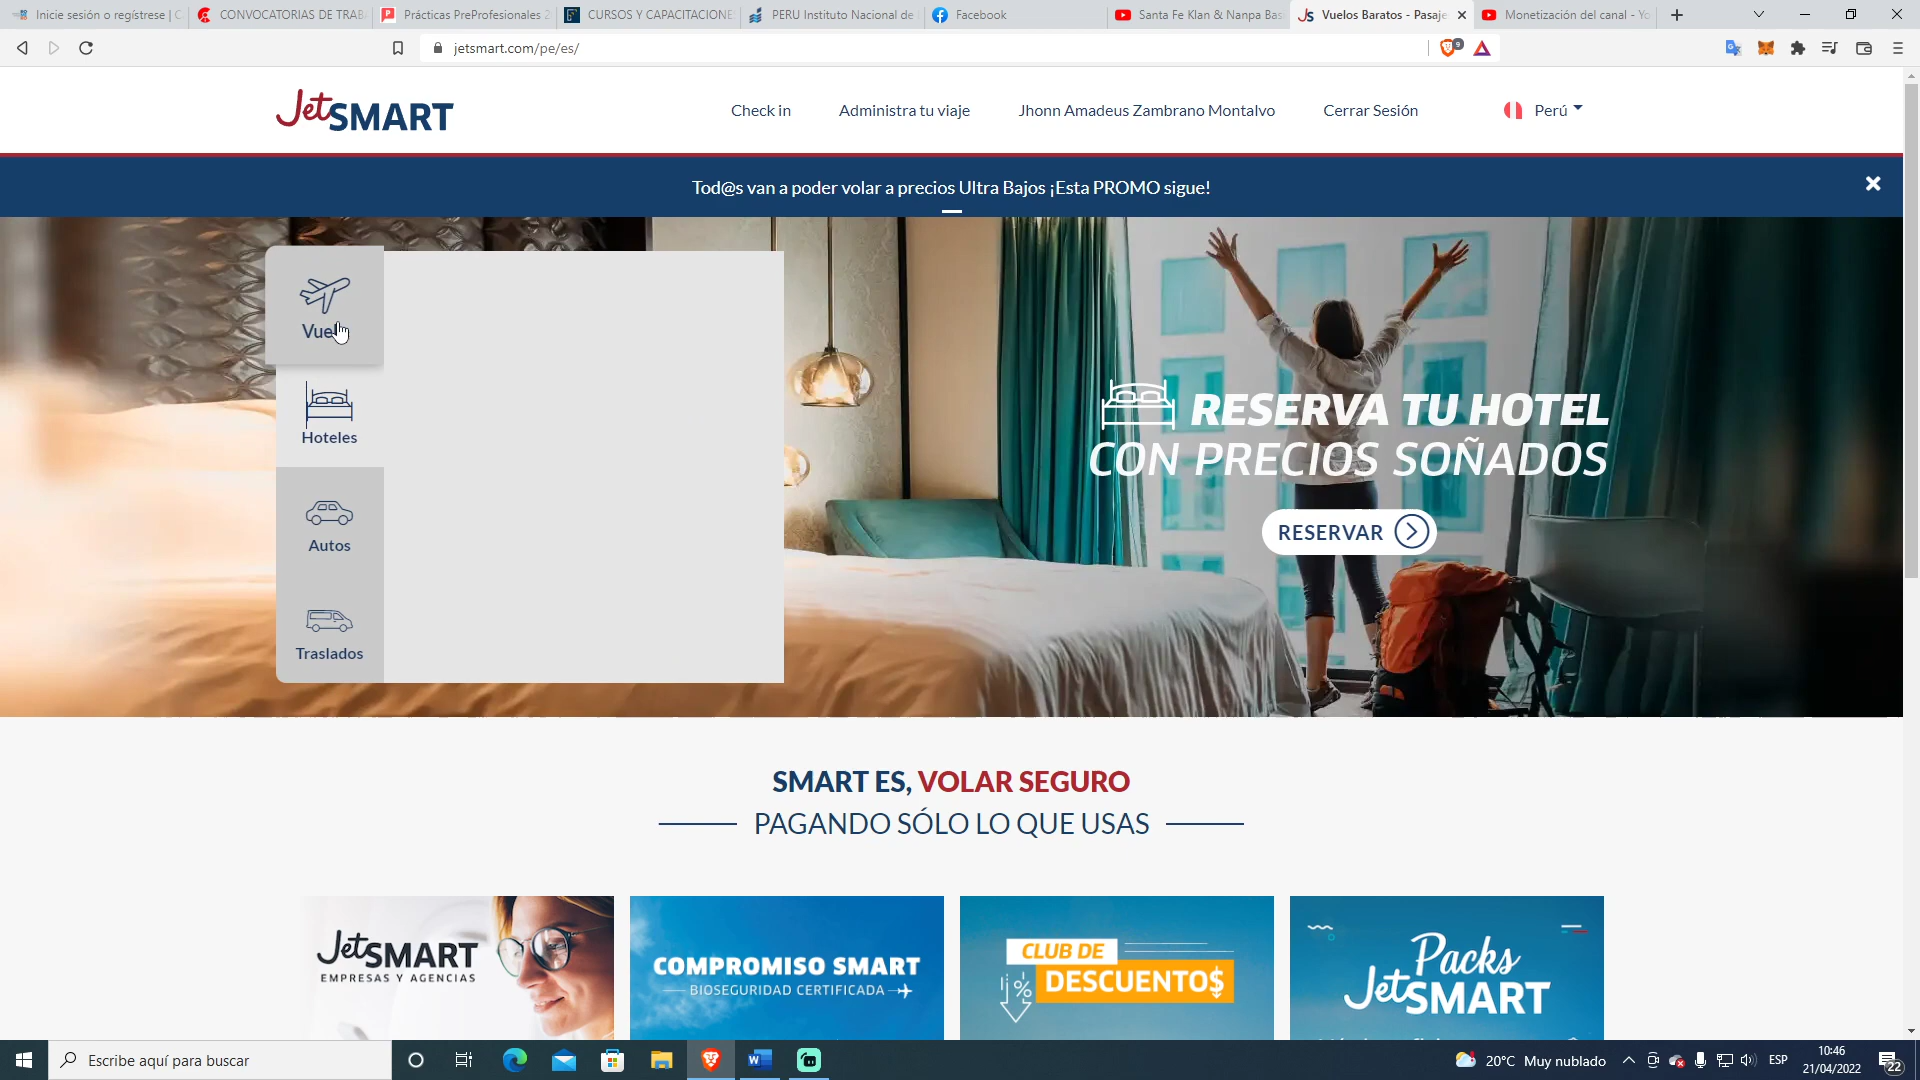 Inicie sesión o regístrese | C
CONVOCATORIAS DE TRAB
Prácticas PreProfesionales 2
CURSOS Y CAPACITACIONE
PERU Instituto Nacional de
Facebook
Santa Fe Klan & Nanpa Bas
Vuelos Baratos - Pasaje
Monetización del canal - Yo
jetsmart.com/pe/es/
9
JetSMART
Check in
Administra tu viaje
Jhonn Amadeus Zambrano Montalvo
Cerrar Sesión
Perú
Tod@s van a poder volar a precios Ultra Bajos ¡Esta PROMO sigue!
Hoteles
Autos
Traslados
RESERVA TU HOTEL
CON PRECIOS SOÑADOS
RESERVAR
SMART ES, VOLAR SEGURO
PAGANDO SÓLO LO QUE USAS
JetSMART
EMPRESAS Y AGENCIAS
COMPROMISO SMART
BIOSEGURIDAD CERTIFICADA
CLUB DE
DESCUENTO$
%
Packs
JetSMART
Escribe aquí para buscar
20°C Muy nublado
ESP
10:46
21/04/2022
22